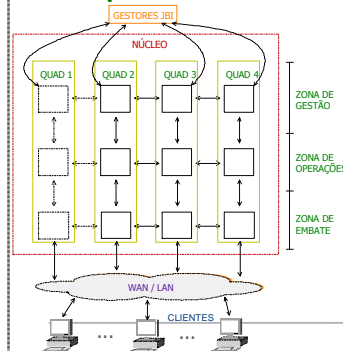 GESTORES JBI
NÚCLEO
QUAD 1
QUAD 2
QUAD 3
QUAD 4
ZONA DE
GESTÃO
ZONA DE
OPERAÇÕES
ZONA DE
EMBATE
WAN / LAN
CLIENTES
...
...